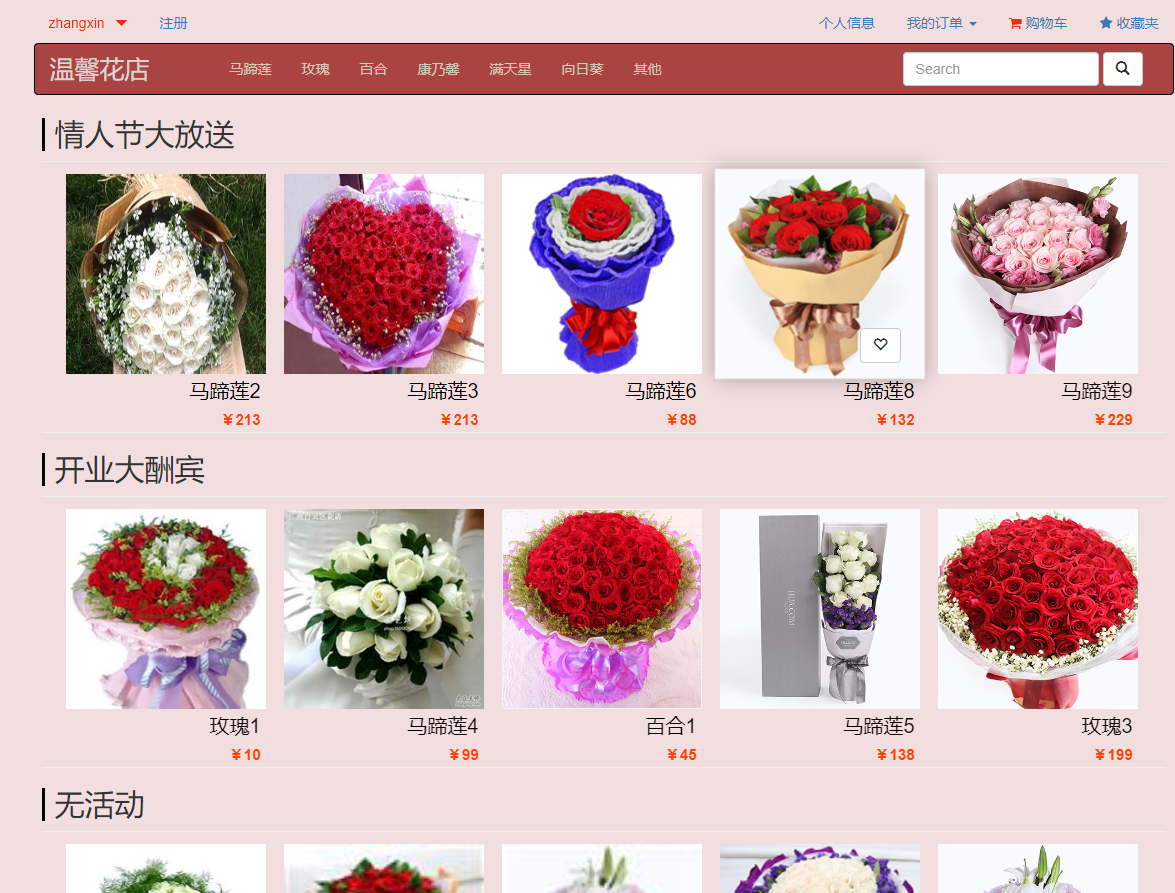 zhangxin 注册 个人信息 我的订单 购物车 收藏夹
温馨花店 马蹄莲 玫瑰 百合 康乃馨 满天星 向日葵 其他 Search
情人节大放送
马蹄莲2 马蹄莲3 马蹄莲6 马蹄莲8 马蹄莲9
￥213 ￥213 ￥88 ￥132 ￥229
开业大酬宾
玫瑰1 马蹄莲4 百合1 马蹄莲5 玫瑰3
￥10 ￥99 ￥45 ￥138 ￥199
无活动